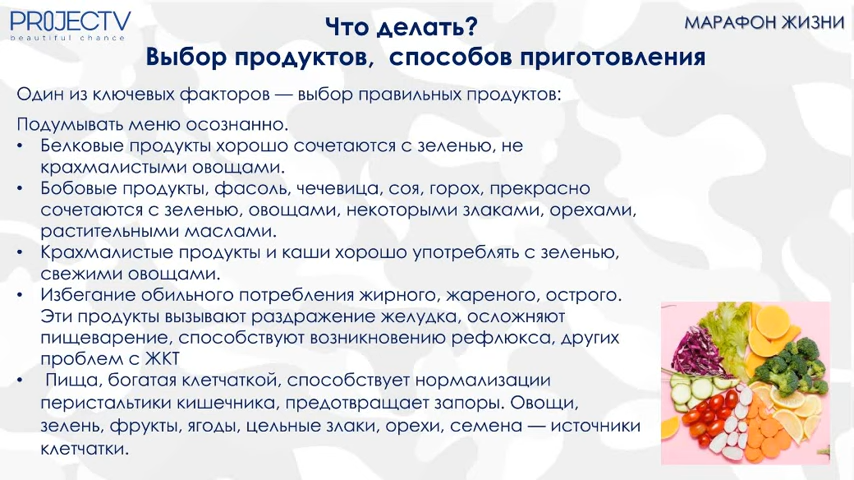 PROJECTV
beautiful chance
МАРАФОН ЖИЗНИ
Что делать?
Выбор продуктов, способов приготовления
Один из ключевых факторов — выбор правильных продуктов:
Подумывать меню осознанно.
• Белковые продукты хорошо сочетаются с зеленью, не
крахмалистыми овощами.
• Бобовые продукты, фасоль, чечевица, соя, горох, прекрасно
сочетаются с зеленью, овощами, некоторыми злаками, орехами,
растительными маслами.
• Крахмалистые продукты и каши хорошо употреблять с зеленью,
свежими овощами.
• Избегание обильного потребления жирного, жареного, острого.
Эти продукты вызывают раздражение желудка, осложняют
пищеварение, способствуют возникновению рефлюкса, других
проблем с ЖКТ
• Пища, богатая клетчаткой, способствует нормализации
перистальтики кишечника, предотвращает запоры. Овощи,
зелень, фрукты, ягоды, цельные злаки, орехи, семена — источники
клетчатки.